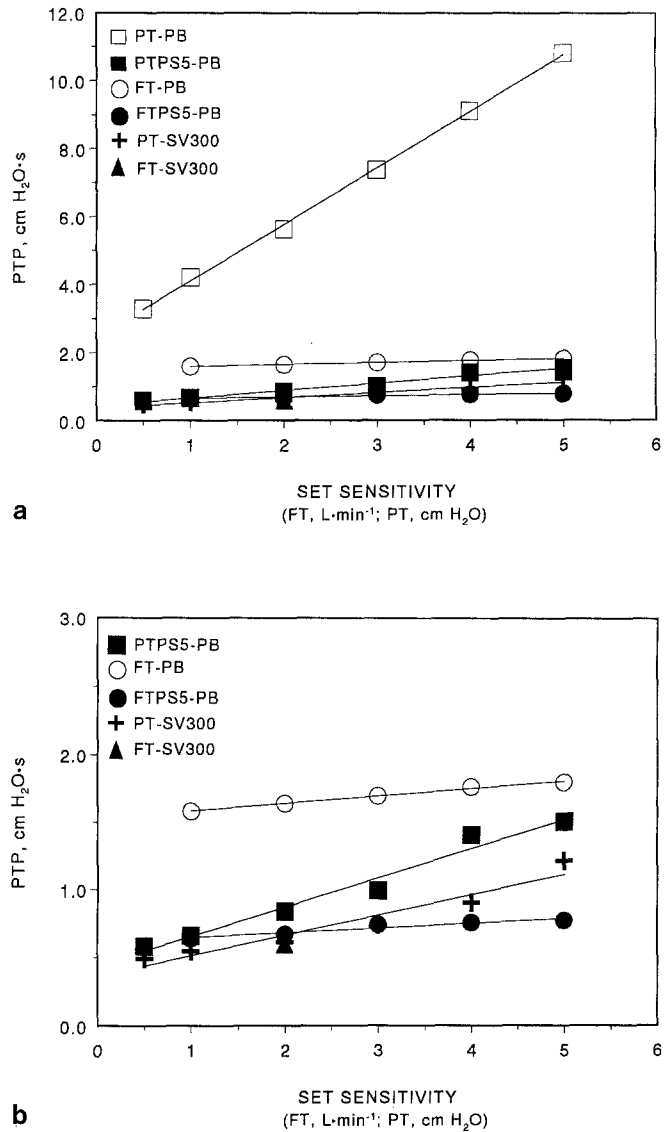 12.0
10.0
8.0
6.0
4.0
2.0
0.0
PTP, cm H₂O·s
PT-PB
PTPS5-PB
FT-PB
FTPS5-PB
PT-SV300
FT-SV300
0 1 2 3 4 5 6
SET SENSITIVITY
(FT, L·min⁻¹; PT, cm H₂O)
a
3.0
2.0
1.0
0.0
PTP, cm H₂O·s
PTPS5-PB
FT-PB
FTPS5-PB
PT-SV300
FT-SV300
0 1 2 3 4 5 6
SET SENSITIVITY
(FT, L·min⁻¹; PT, cm H₂O)
b